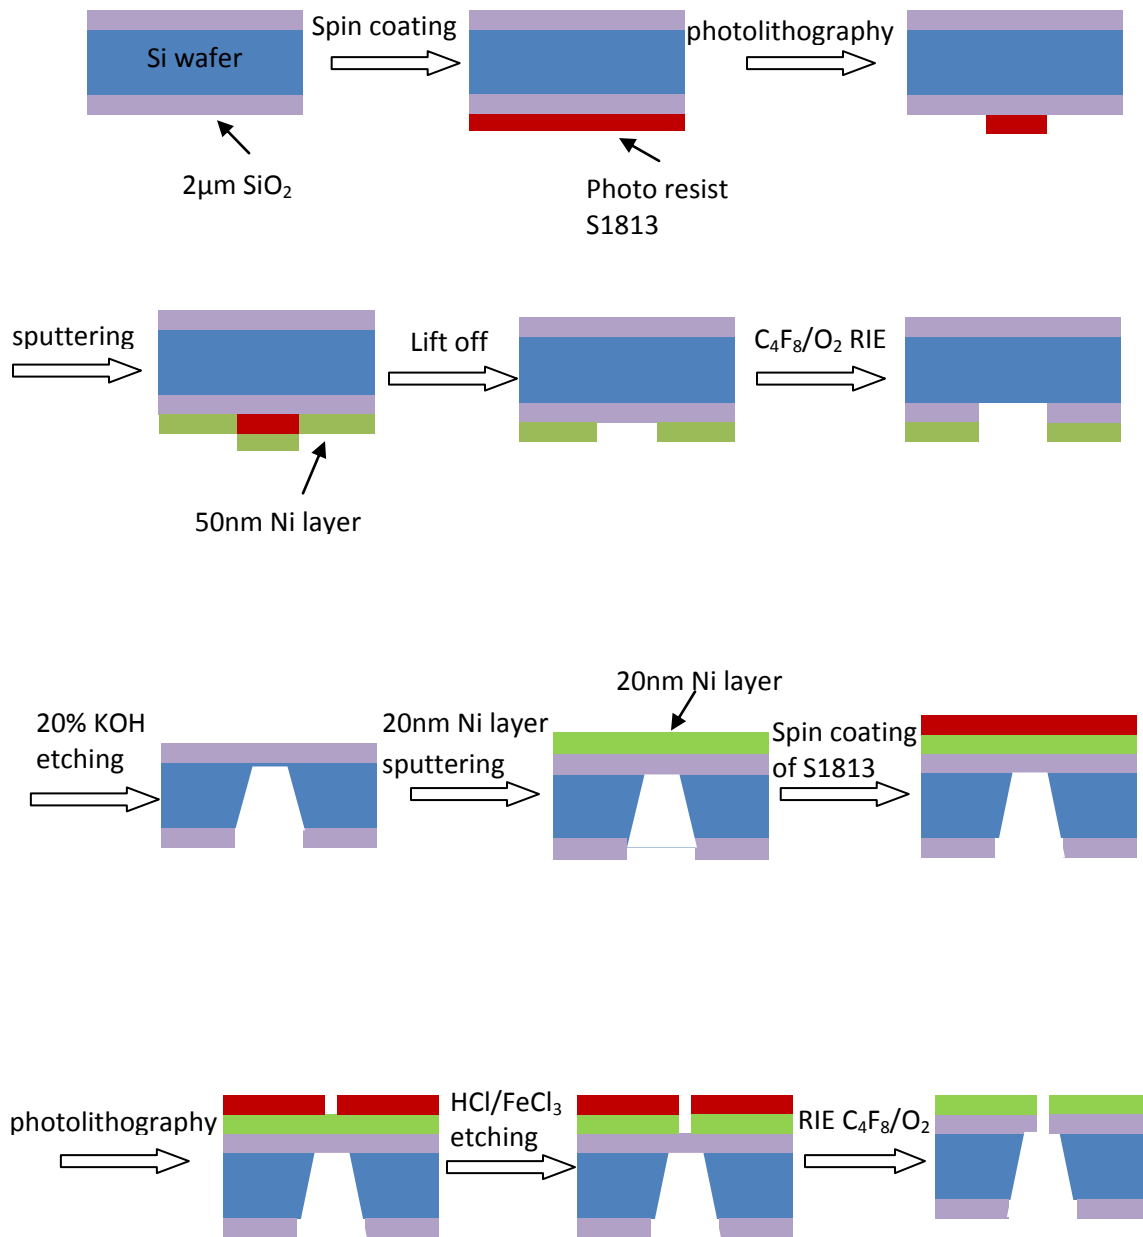 Spin coating
photolithography
Si wafer
2μm SiO₂
Photo resist
S1813
sputtering
Lift off
C₄F₈/O₂ RIE
50nm Ni layer
20nm Ni layer
20% KOH
etching
20nm Ni layer
sputtering
Spin coating
of S1813
photolithography
HCl/FeCl₃
etching
RIE C₄F₈/O₂